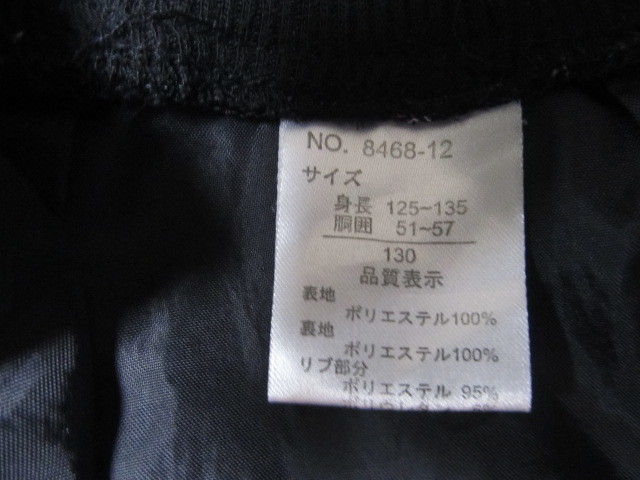 NO. 8468-12
サイズ
身長 125~135
胴囲 51~57
130
品質表示
表地
ポリエステル100%
裏地
ポリエステル100%
リブ部分
ポリエステル 95%